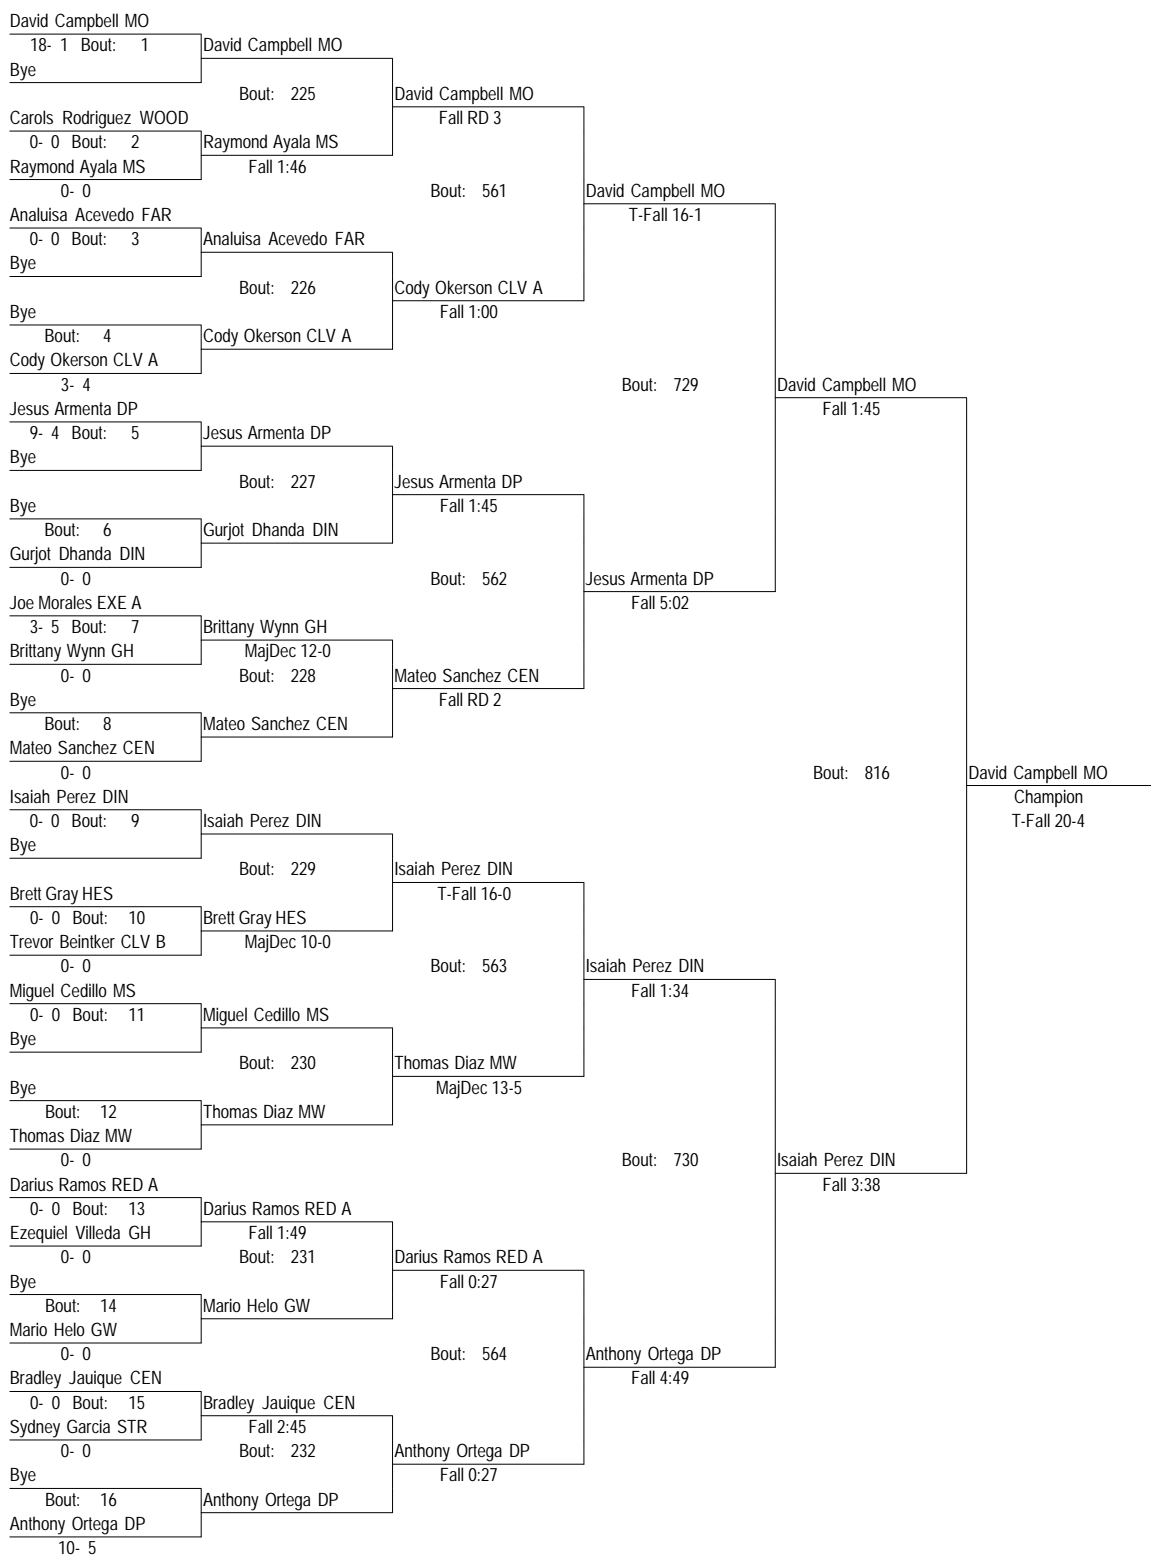 David Campbell MO
18- 1 Bout: 1 David Campbell MO
Bye
Bout: 225 David Campbell MO
Carols Rodriguez WOOD Fall RD 3
0- 0 Bout: 2 Raymond Ayala MS
Raymond Ayala MS Fall 1:46
0- 0 Bout: 561 David Campbell MO
Analuisa Acevedo FAR T-Fall 16-1
0- 0 Bout: 3 Analuisa Acevedo FAR
Bye
Bout: 226 Cody Okerson CLV A
Bye Fall 1:00
Bout: 4 Cody Okerson CLV A
Cody Okerson CLV A
3- 4 Bout: 729 David Campbell MO
Jesus Armenta DP Fall 1:45
9- 4 Bout: 5 Jesus Armenta DP
Bye
Bout: 227 Jesus Armenta DP
Bye Fall 1:45
Bout: 6 Gurjot Dhanda DIN
Gurjot Dhanda DIN
0- 0 Bout: 562 Jesus Armenta DP
Joe Morales EXE A Fall 5:02
3- 5 Bout: 7 Brittany Wynn GH
Brittany Wynn GH MajDec 12-0
0- 0 Bout: 228 Mateo Sanchez CEN
Bye Fall RD 2
Bout: 8 Mateo Sanchez CEN
Mateo Sanchez CEN
0- 0 Bout: 816 David Campbell MO
Isaiah Perez DIN Champion
0- 0 Bout: 9 Isaiah Perez DIN T-Fall 20-4
Bye
Bout: 229 Isaiah Perez DIN
Brett Gray HES T-Fall 16-0
0- 0 Bout: 10 Brett Gray HES
Trevor Beintker CLV B MajDec 10-0
0- 0 Bout: 563 Isaiah Perez DIN
Miguel Cedillo MS Fall 1:34
0- 0 Bout: 11 Miguel Cedillo MS
Bye
Bout: 230 Thomas Diaz MW
Bye MajDec 13-5
Bout: 12 Thomas Diaz MW
Thomas Diaz MW
0- 0 Bout: 730 Isaiah Perez DIN
Darius Ramos RED A Fall 3:38
0- 0 Bout: 13 Darius Ramos RED A
Ezequiel Villeda GH Fall 1:49
0- 0 Bout: 231 Darius Ramos RED A
Bye Fall 0:27
Bout: 14 Mario Helo GW
Mario Helo GW
0- 0 Bout: 564 Anthony Ortega DP
Bradley Jauique CEN Fall 4:49
0- 0 Bout: 15 Bradley Jauique CEN
Sydney Garcia STR Fall 2:45
0- 0 Bout: 232 Anthony Ortega DP
Bye Fall 0:27
Bout: 16 Anthony Ortega DP
Anthony Ortega DP
10- 5